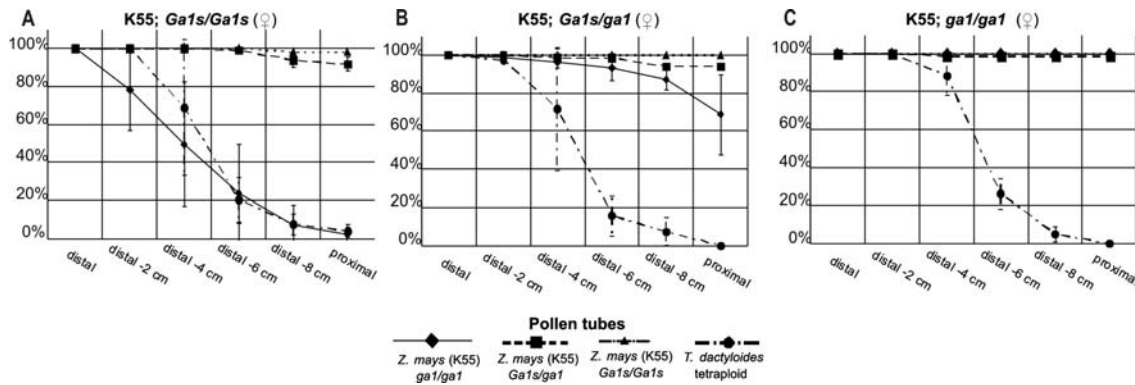 A K55; Ga1s/Ga1s (♀)
100%
80%
60%
40%
20%
0%
distal
distal -2 cm
distal -4 cm
distal -6 cm
distal -8 cm
proximal
B K55; Ga1s/ga1 (♀)
100%
80%
60%
40%
20%
0%
distal
distal -2 cm
distal -4 cm
distal -6 cm
distal -8 cm
proximal
C K55; ga1/ga1 (♀)
100%
80%
60%
40%
20%
0%
distal
distal -2 cm
distal -4 cm
distal -6 cm
distal -8 cm
proximal
Pollen tubes
Z. mays (K55)
ga1/ga1
Z. mays (K55)
Ga1s/ga1
Z. mays (K55)
Ga1s/Ga1s
T. dactyloides
tetraploid